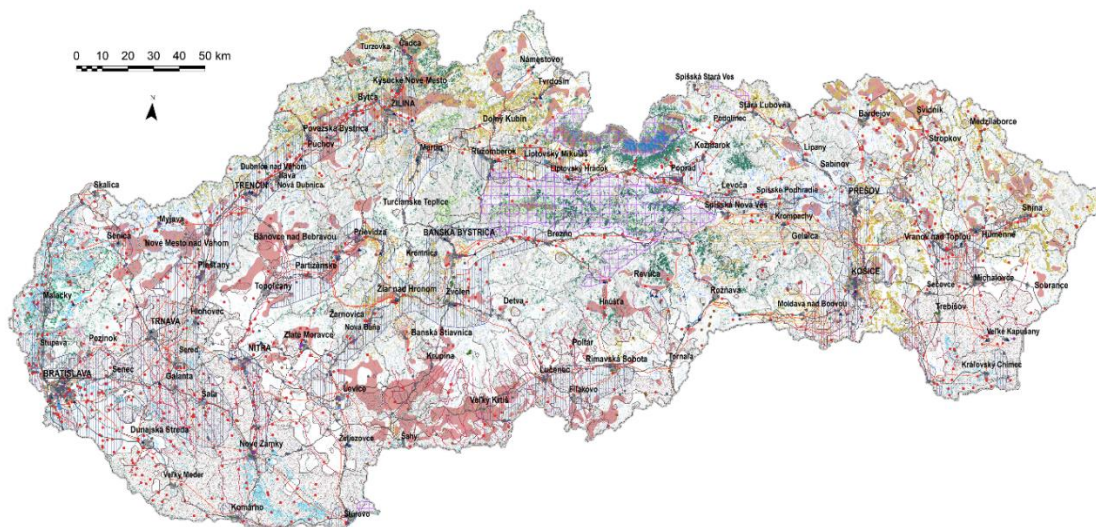 0 10 20 30 40 50 km
Turzovka
Čadca
Námestovo
Kysucké Nové Mesto
Tvrdošín
Spišská Stará Ves
Bytča
ŽILINA
Stará Ľubovňa
Svidník
Dolný Kubín
Podolínec
Bardejov
Medzilaborce
Považská Bystrica
Stropkov
Púchov
Martin
Ružomberok
Liptovský Mikuláš
Kežmarok
Lipany
Dubnica nad Váhom
Liptovský Hrádok
Poprad
Sabinov
Ilava
TRENČÍN
Nová Dubnica
Levoča
Spišské Podhradie
PREŠOV
Skalica
Turčianske Teplice
Spišská Nová Ves
Snina
Myjava
Krompachy
Senica
Nové Mesto nad Váhom
Bánovce nad Bebravou
Prievidza
BANSKÁ BYSTRICA
Brezno
Gelnica
Vranov nad Topľou
Humenné
Kremnica
Piešťany
Partizánske
KOŠICE
Topoľčany
Žiar nad Hronom
Zvolen
Revúca
Michalovce
Malacky
Detva
Rožňava
Sečovce
Sobrance
Hlohovec
Žarnovica
Hnúšťa
Moldava nad Bodvou
Trebišov
TRNAVA
Nová Baňa
Banská Štiavnica
Stupava
Pezinok
Zlaté Moravce
Poltár
Veľké Kapušany
Sereď
NITRA
Krupina
Rimavská Sobota
Tornaľa
BRATISLAVA
Senec
Galanta
Lučenec
Kráľovský Chlmec
Šaľa
Levice
Fiľakovo
Veľký Krtíš
Dunajská Streda
Želiezovce
Šahy
Nové Zámky
Veľký Meder
Komárno
Štúrovo